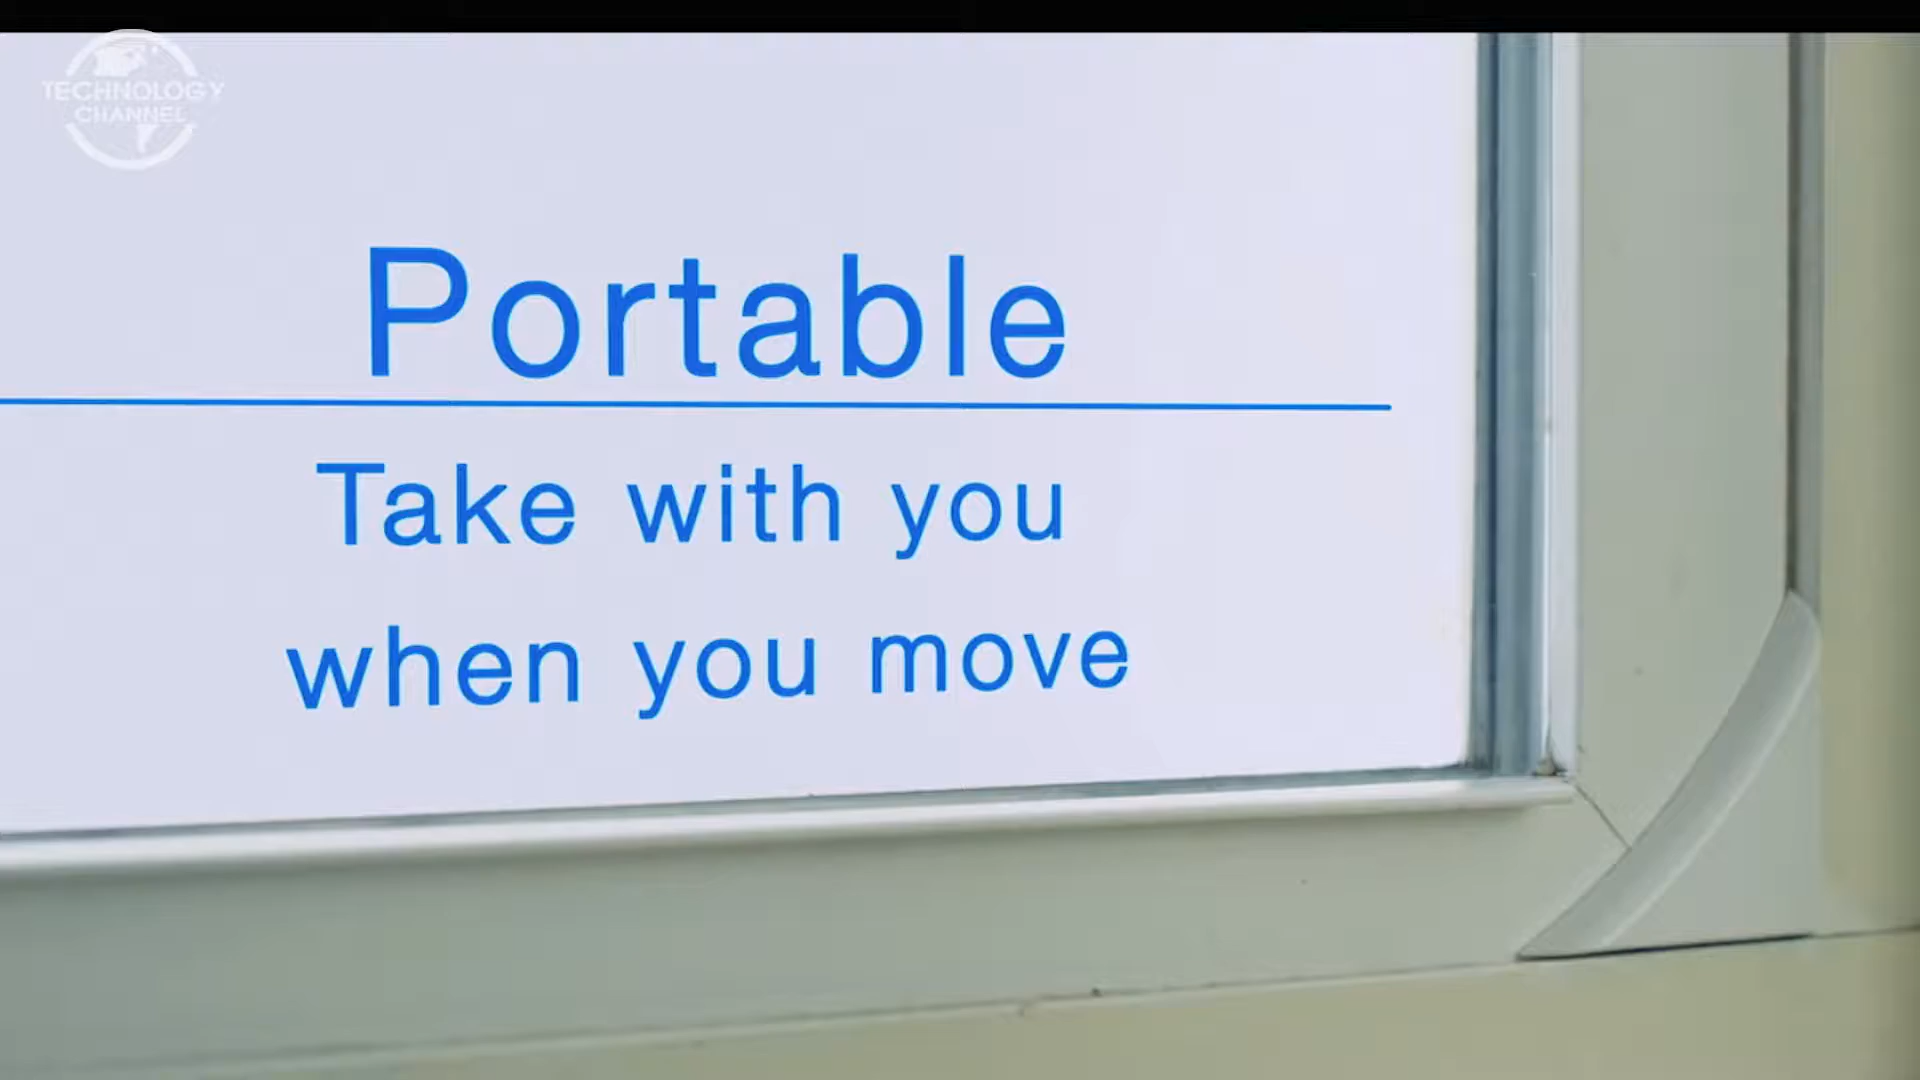 TECHNOLOGY
CHANNEL
Portable
Take with you
when you move